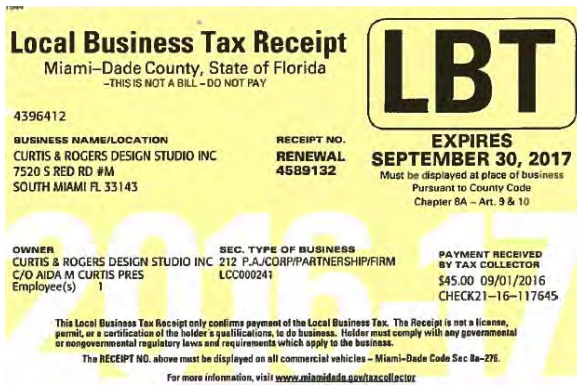 Local Business Tax Receipt
Miami–Dade County, State of Florida
–THIS IS NOT A BILL – DO NOT PAY
4396412
LBT
BUSINESS NAME/LOCATION
CURTIS & ROGERS DESIGN STUDIO INC
7520 S RED RD #M
SOUTH MIAMI FL 33143
RECEIPT NO.
RENEWAL
4589132
EXPIRES
SEPTEMBER 30, 2017
Must be displayed at place of business
Pursuant to County Code
Chapter 8A – Art. 9 & 10
2016-17
OWNER
CURTIS & ROGERS DESIGN STUDIO INC
C/O AIDA M CURTIS PRES
Employee(s) 1
SEC. TYPE OF BUSINESS
212 P.A./CORP/PARTNERSHIP/FIRM
LCC000241
PAYMENT RECEIVED
BY TAX COLLECTOR
$45.00 09/01/2016
CHECK21–16–117645
This Local Business Tax Receipt only confirms payment of the Local Business Tax. The Receipt is not a license,
permit, or a certification of the holder's qualifications, to do business. Holder must comply with any governmental
or nongovernmental regulatory laws and requirements which apply to the business.
The RECEIPT NO. above must be displayed on all commercial vehicles – Miami–Dade Code Sec 8a–276.
For more information, visit www.miamidade.gov/taxcollector